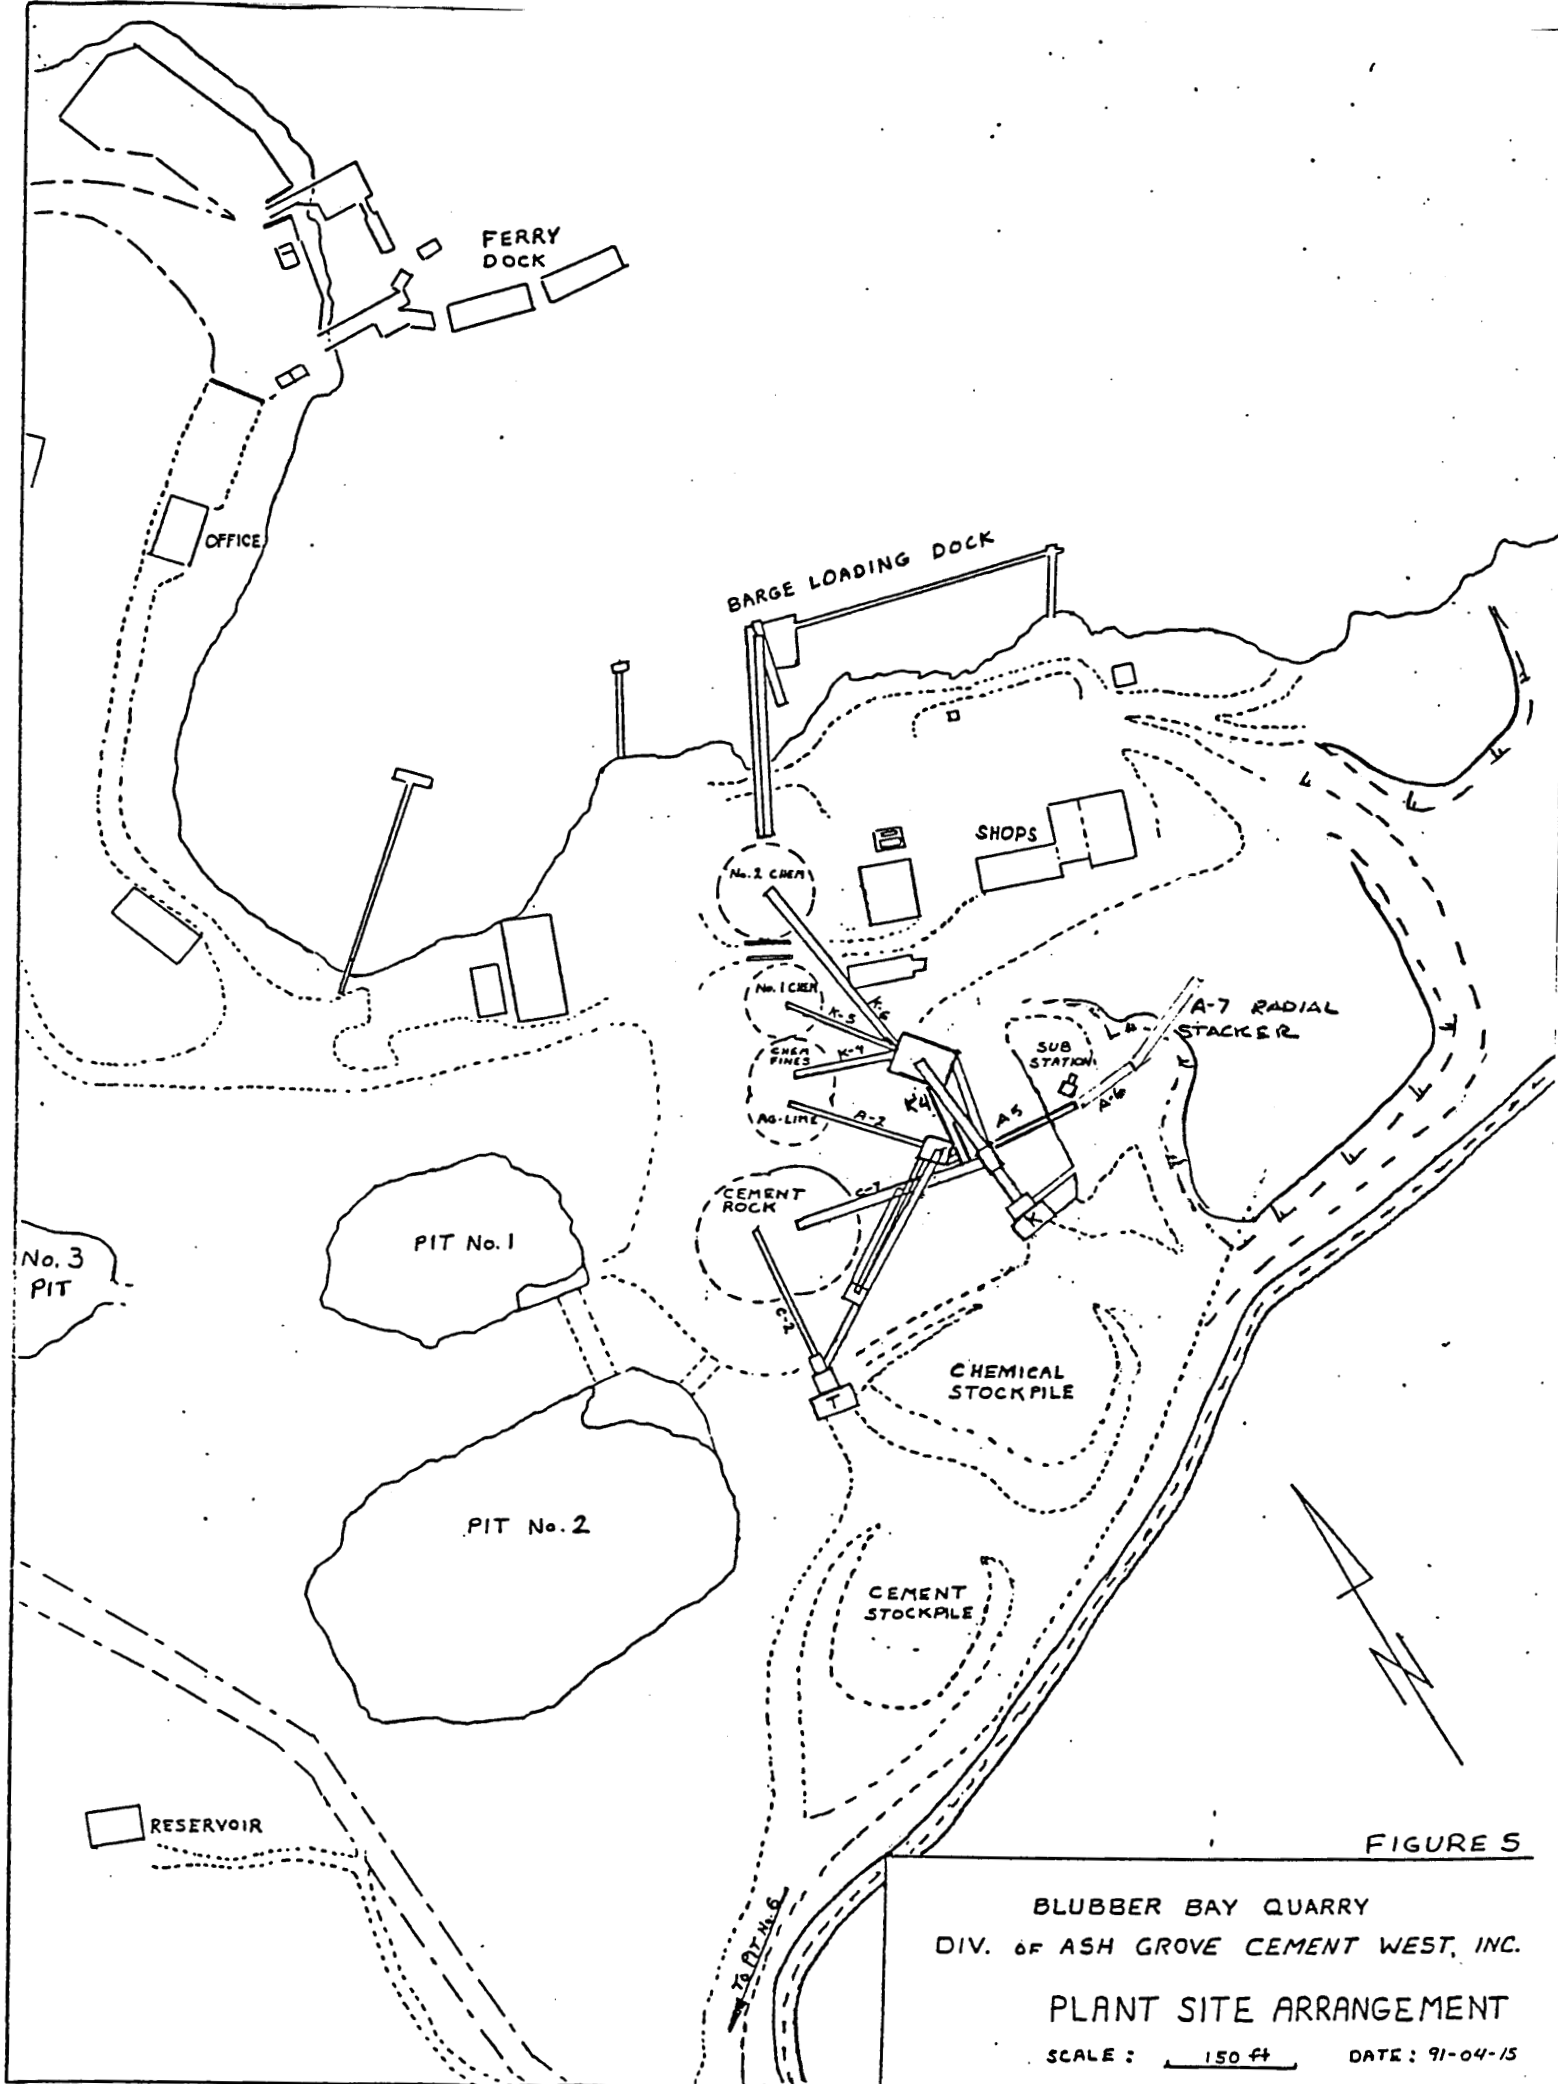 FERRY
DOCK
OFFICE
BARGE LOADING DOCK
SHOPS
No. 2 CHEM
No. 1 CHEM
K-6
K-5
CHEM
FINES
K-4
SUB
STATION
A-7 RADIAL
STACKER
K4
A-5
A-6
AG-LIME
A-2
CEMENT
ROCK
C-1
K
PIT No. 1
No. 3
PIT
C-2
T
CHEMICAL
STOCKPILE
PIT No. 2
CEMENT
STOCKPILE
N
RESERVOIR
TO PIT No. 6
FIGURE 5
BLUBBER BAY QUARRY
DIV. OF ASH GROVE CEMENT WEST, INC.
PLANT SITE ARRANGEMENT
SCALE: 150 ft DATE: 91-04-15